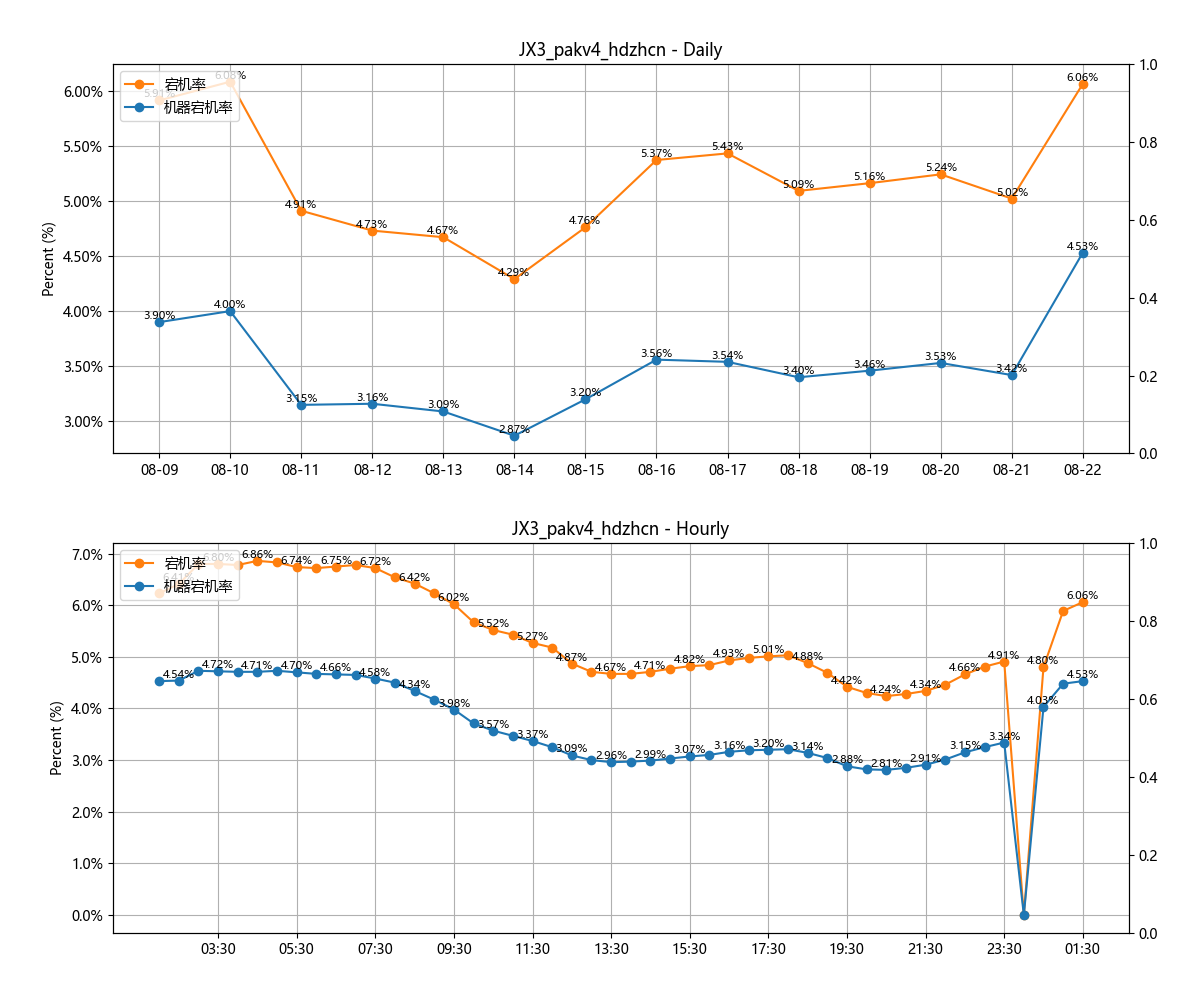 JX3_pakv4_hdzhcn - Daily
宕机率
机器宕机率
Percent (%)
6.00%
5.50%
5.00%
4.50%
4.00%
3.50%
3.00%
1.0
0.8
0.6
0.4
0.2
0.0
5.91% 6.08% 4.91% 4.73% 4.67% 4.29% 4.76% 5.37% 5.43% 5.09% 5.16% 5.24% 5.02% 6.06%
3.90% 4.00% 3.15% 3.16% 3.09% 2.87% 3.20% 3.56% 3.54% 3.40% 3.46% 3.53% 3.42% 4.53%
08-09 08-10 08-11 08-12 08-13 08-14 08-15 08-16 08-17 08-18 08-19 08-20 08-21 08-22
JX3_pakv4_hdzhcn - Hourly
宕机率
机器宕机率
Percent (%)
7.0%
6.0%
5.0%
4.0%
3.0%
2.0%
1.0%
0.0%
1.0
0.8
0.6
0.4
0.2
0.0
6.41% 6.80% 6.86% 6.74% 6.75% 6.72% 6.42% 6.02% 5.52% 5.27% 4.87% 4.67% 4.71% 4.82% 4.93% 5.01% 4.88% 4.42% 4.24% 4.34% 4.66% 4.91% 4.80% 6.06%
4.54% 4.72% 4.71% 4.70% 4.66% 4.58% 4.34% 3.98% 3.57% 3.37% 3.09% 2.96% 2.99% 3.07% 3.16% 3.20% 3.14% 2.88% 2.81% 2.91% 3.15% 3.34% 4.03% 4.53%
03:30 05:30 07:30 09:30 11:30 13:30 15:30 17:30 19:30 21:30 23:30 01:30